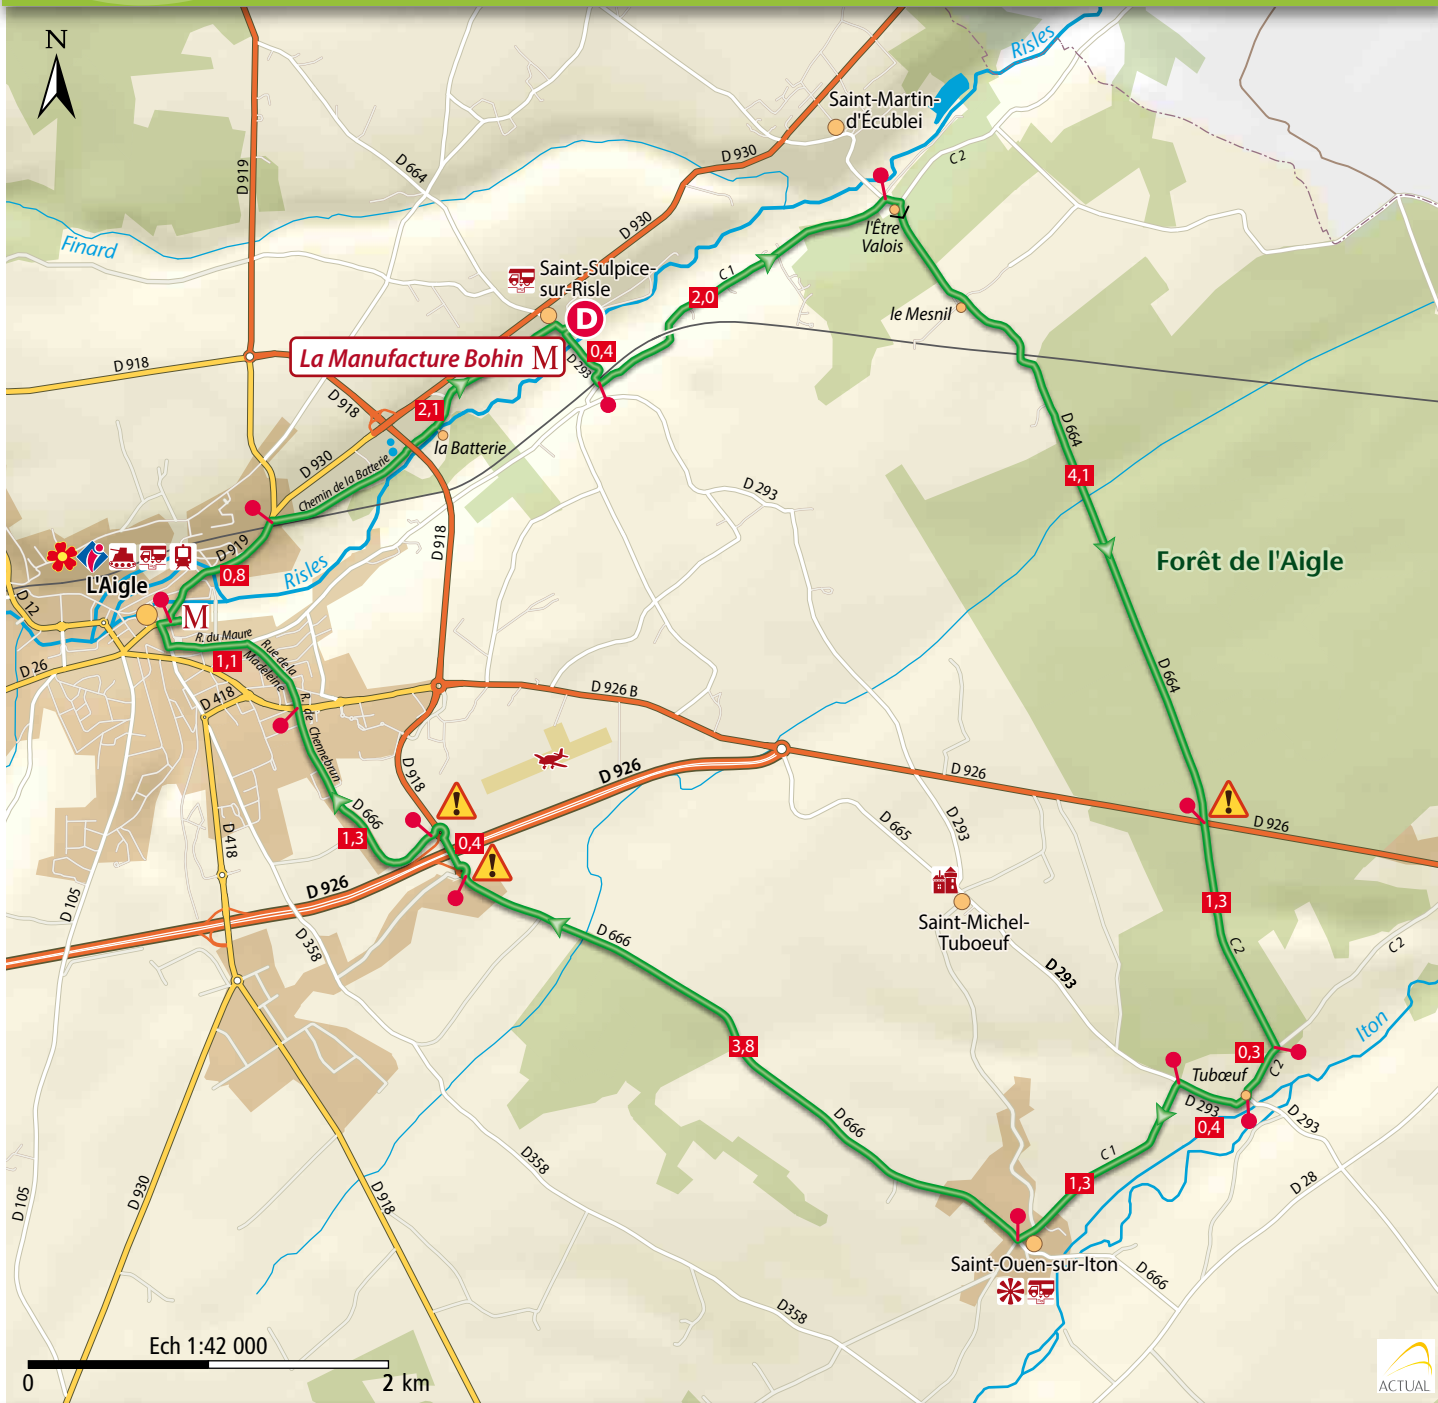 N
Risles
Saint-Martin-
d'Écublei
C 2
D 919
D 664
D 930
D 930
Finard
l'Être
Valois
Saint-Sulpice-
sur-Risle
C 1
D
2,0
le Mesnil
La Manufacture Bohin M
0,4
D 293
D 918
D 918
2,1
la Batterie
D 664
D 930
Chemin de la Batterie
4,1
D 293
D 918
D 919
Forêt de l'Aigle
Risles
L'Aigle
0,8
D 12
M
R. du Maure
Rue de la
Madeleine
1,1
D 26
D 418
R. de Chennebrun
D 926 B
D 664
D 918
D 926
D 926
D 666
1,3
0,4
D 665
D 293
D 926
D 418
D 926
D 105
1,3
Saint-Michel-
Tuboeuf
D 358
D 666
C 2
C 2
D 293
Iton
3,8
0,3
C 2
Tubœuf
D 293
0,4
D 293
D 666
C 1
D358
1,3
D 28
D 105
D 930
D 918
Saint-Ouen-sur-Iton
D 666
D358
Ech 1:42 000
0
2 km
ACTUAL